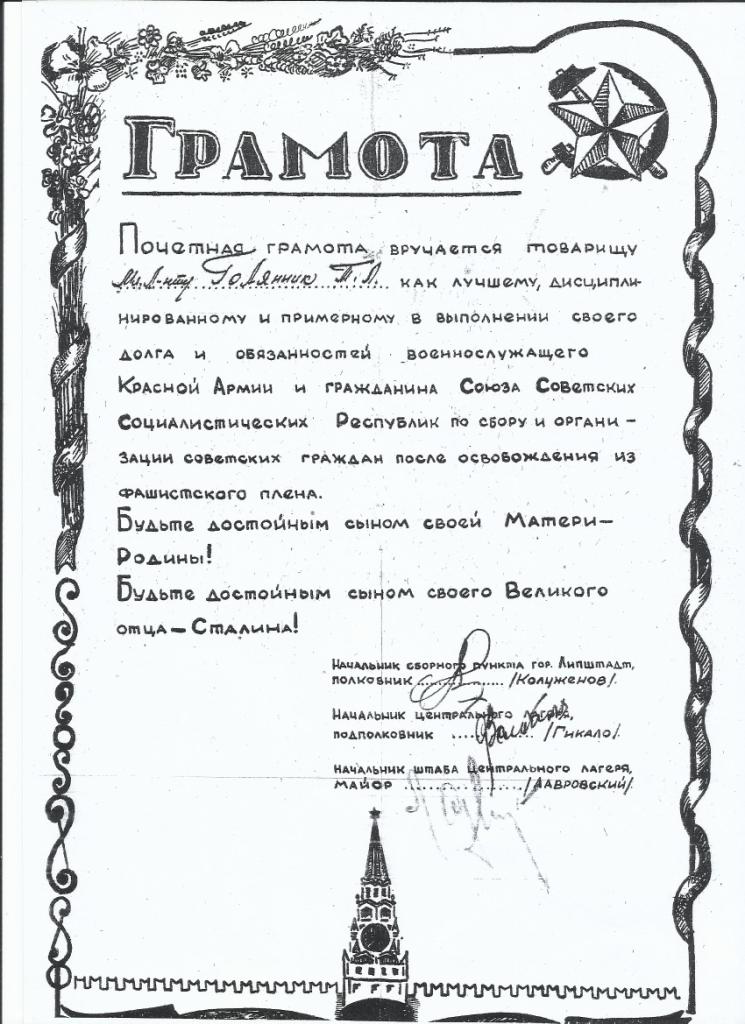 ГРАМОТА
Почетная грамота вручается товарищу
мл. л-нту Голяник П.Л. как лучшему, дисципли-
нированному и примерному в выполнении своего
долга и обязанностей военнослужащего
Красной Армии и гражданина Союза Советских
Социалистических Республик по сбору и органи-
зации советских граждан после освобождения из
фашистского плена.
Будьте достойным сыном своей Матери-
Родины!
Будьте достойным сыном своего Великого
отца-Сталина!
Начальник сборного пункта гор. Липштадт,
полковник ............... /Колуженов/.
Начальник центрального лагеря,
подполковник ............... /Гикало/.
Начальник штаба центрального лагеря,
майор ..................... /Лавровский/.